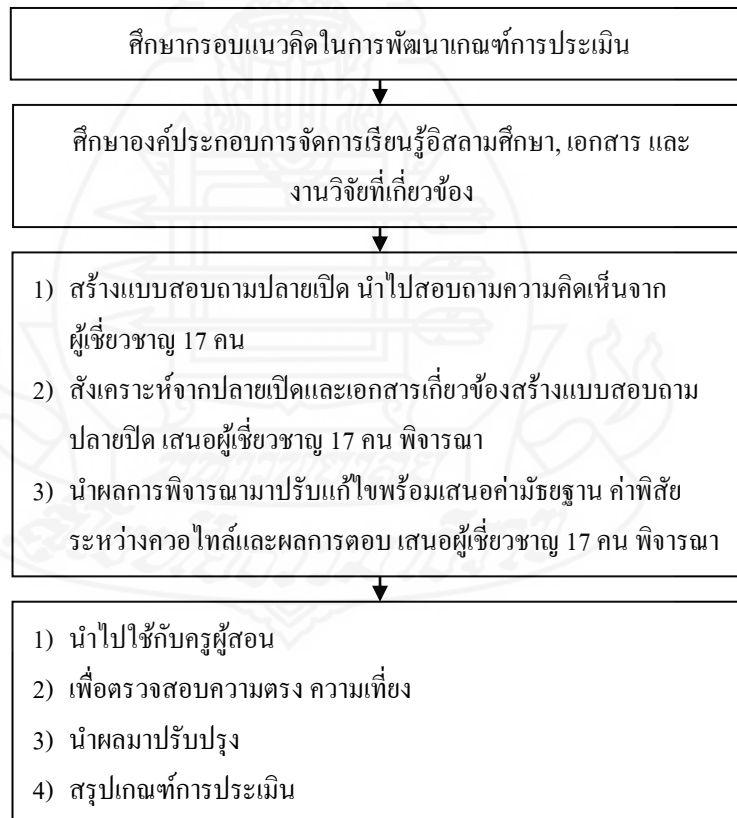 ศึกษากรอบแนวคิดในการพัฒนาเกณฑ์การประเมิน
ศึกษาองค์ประกอบการจัดการเรียนรู้อิสลามศึกษา, เอกสาร และ
งานวิจัยที่เกี่ยวข้อง
1) สร้างแบบสอบถามปลายเปิด นำไปสอบถามความคิดเห็นจาก
ผู้เชี่ยวชาญ 17 คน
2) สังเคราะห์จากปลายเปิดและเอกสารเกี่ยวข้องสร้างแบบสอบถาม
ปลายปิด เสนอผู้เชี่ยวชาญ 17 คน พิจารณา
3) นำผลการพิจารณามาปรับแก้ไขพร้อมเสนอค่ามัธยฐาน ค่าพิสัย
ระหว่างควอไทล์และผลการตอบ เสนอผู้เชี่ยวชาญ 17 คน พิจารณา
1) นำไปใช้กับครูผู้สอน
2) เพื่อตรวจสอบความตรง ความเที่ยง
3) นำผลมาปรับปรุง
4) สรุปเกณฑ์การประเมิน